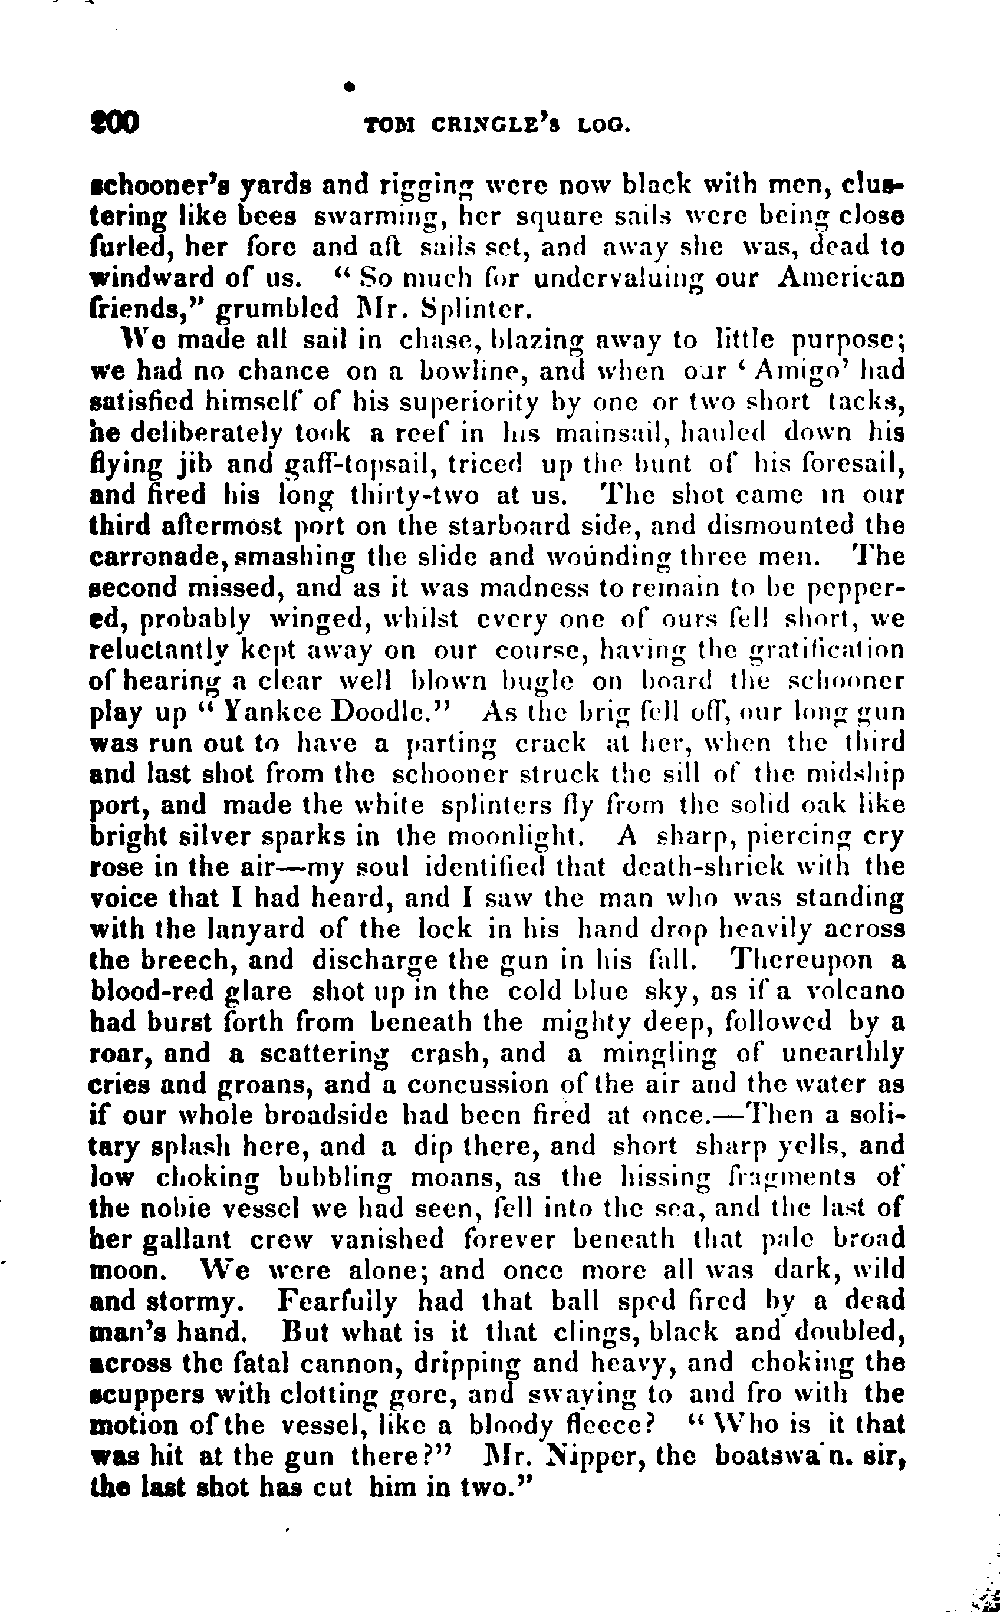 200 TOM CRINGLE'S LOG.
schooner's yards and rigging were now black with men, clus-
tering like bees swarming, her square sails were being close
furled, her fore and aft sails set, and away she was, dead to
windward of us. "So much for undervaluing our American
friends," grumbled Mr. Splinter.
We made all sail in chase, blazing away to little purpose;
we had no chance on a bowline, and when our 'Amigo' had
satisfied himself of his superiority by one or two short tacks,
he deliberately took a reef in his mainsail, hauled down his
flying jib and gaff-topsail, triced up the bunt of his foresail,
and fired his long thirty-two at us. The shot came in our
third aftermost port on the starboard side, and dismounted the
carronade, smashing the slide and wounding three men. The
second missed, and as it was madness to remain to be pepper-
ed, probably winged, whilst every one of ours fell short, we
reluctantly kept away on our course, having the gratification
of hearing a clear well blown bugle on board the schooner
play up "Yankee Doodle." As the brig fell off, our long gun
was run out to have a parting crack at her, when the third
and last shot from the schooner struck the sill of the midship
port, and made the white splinters fly from the solid oak like
bright silver sparks in the moonlight. A sharp, piercing cry
rose in the air—my soul identified that death-shriek with the
voice that I had heard, and I saw the man who was standing
with the lanyard of the lock in his hand drop heavily across
the breech, and discharge the gun in his fall. Thereupon a
blood-red glare shot up in the cold blue sky, as if a volcano
had burst forth from beneath the mighty deep, followed by a
roar, and a scattering crash, and a mingling of unearthly
cries and groans, and a concussion of the air and the water as
if our whole broadside had been fired at once.—Then a soli-
tary splash here, and a dip there, and short sharp yells, and
low choking bubbling moans, as the hissing fragments of
the noble vessel we had seen, fell into the sea, and the last of
her gallant crew vanished forever beneath that pale broad
moon. We were alone; and once more all was dark, wild
and stormy. Fearfully had that ball sped fired by a dead
man's hand. But what is it that clings, black and doubled,
across the fatal cannon, dripping and heavy, and choking the
scuppers with clotting gore, and swaying to and fro with the
motion of the vessel, like a bloody fleece? "Who is it that
was hit at the gun there?" Mr. Nipper, the boatswain. sir,
the last shot has cut him in two."